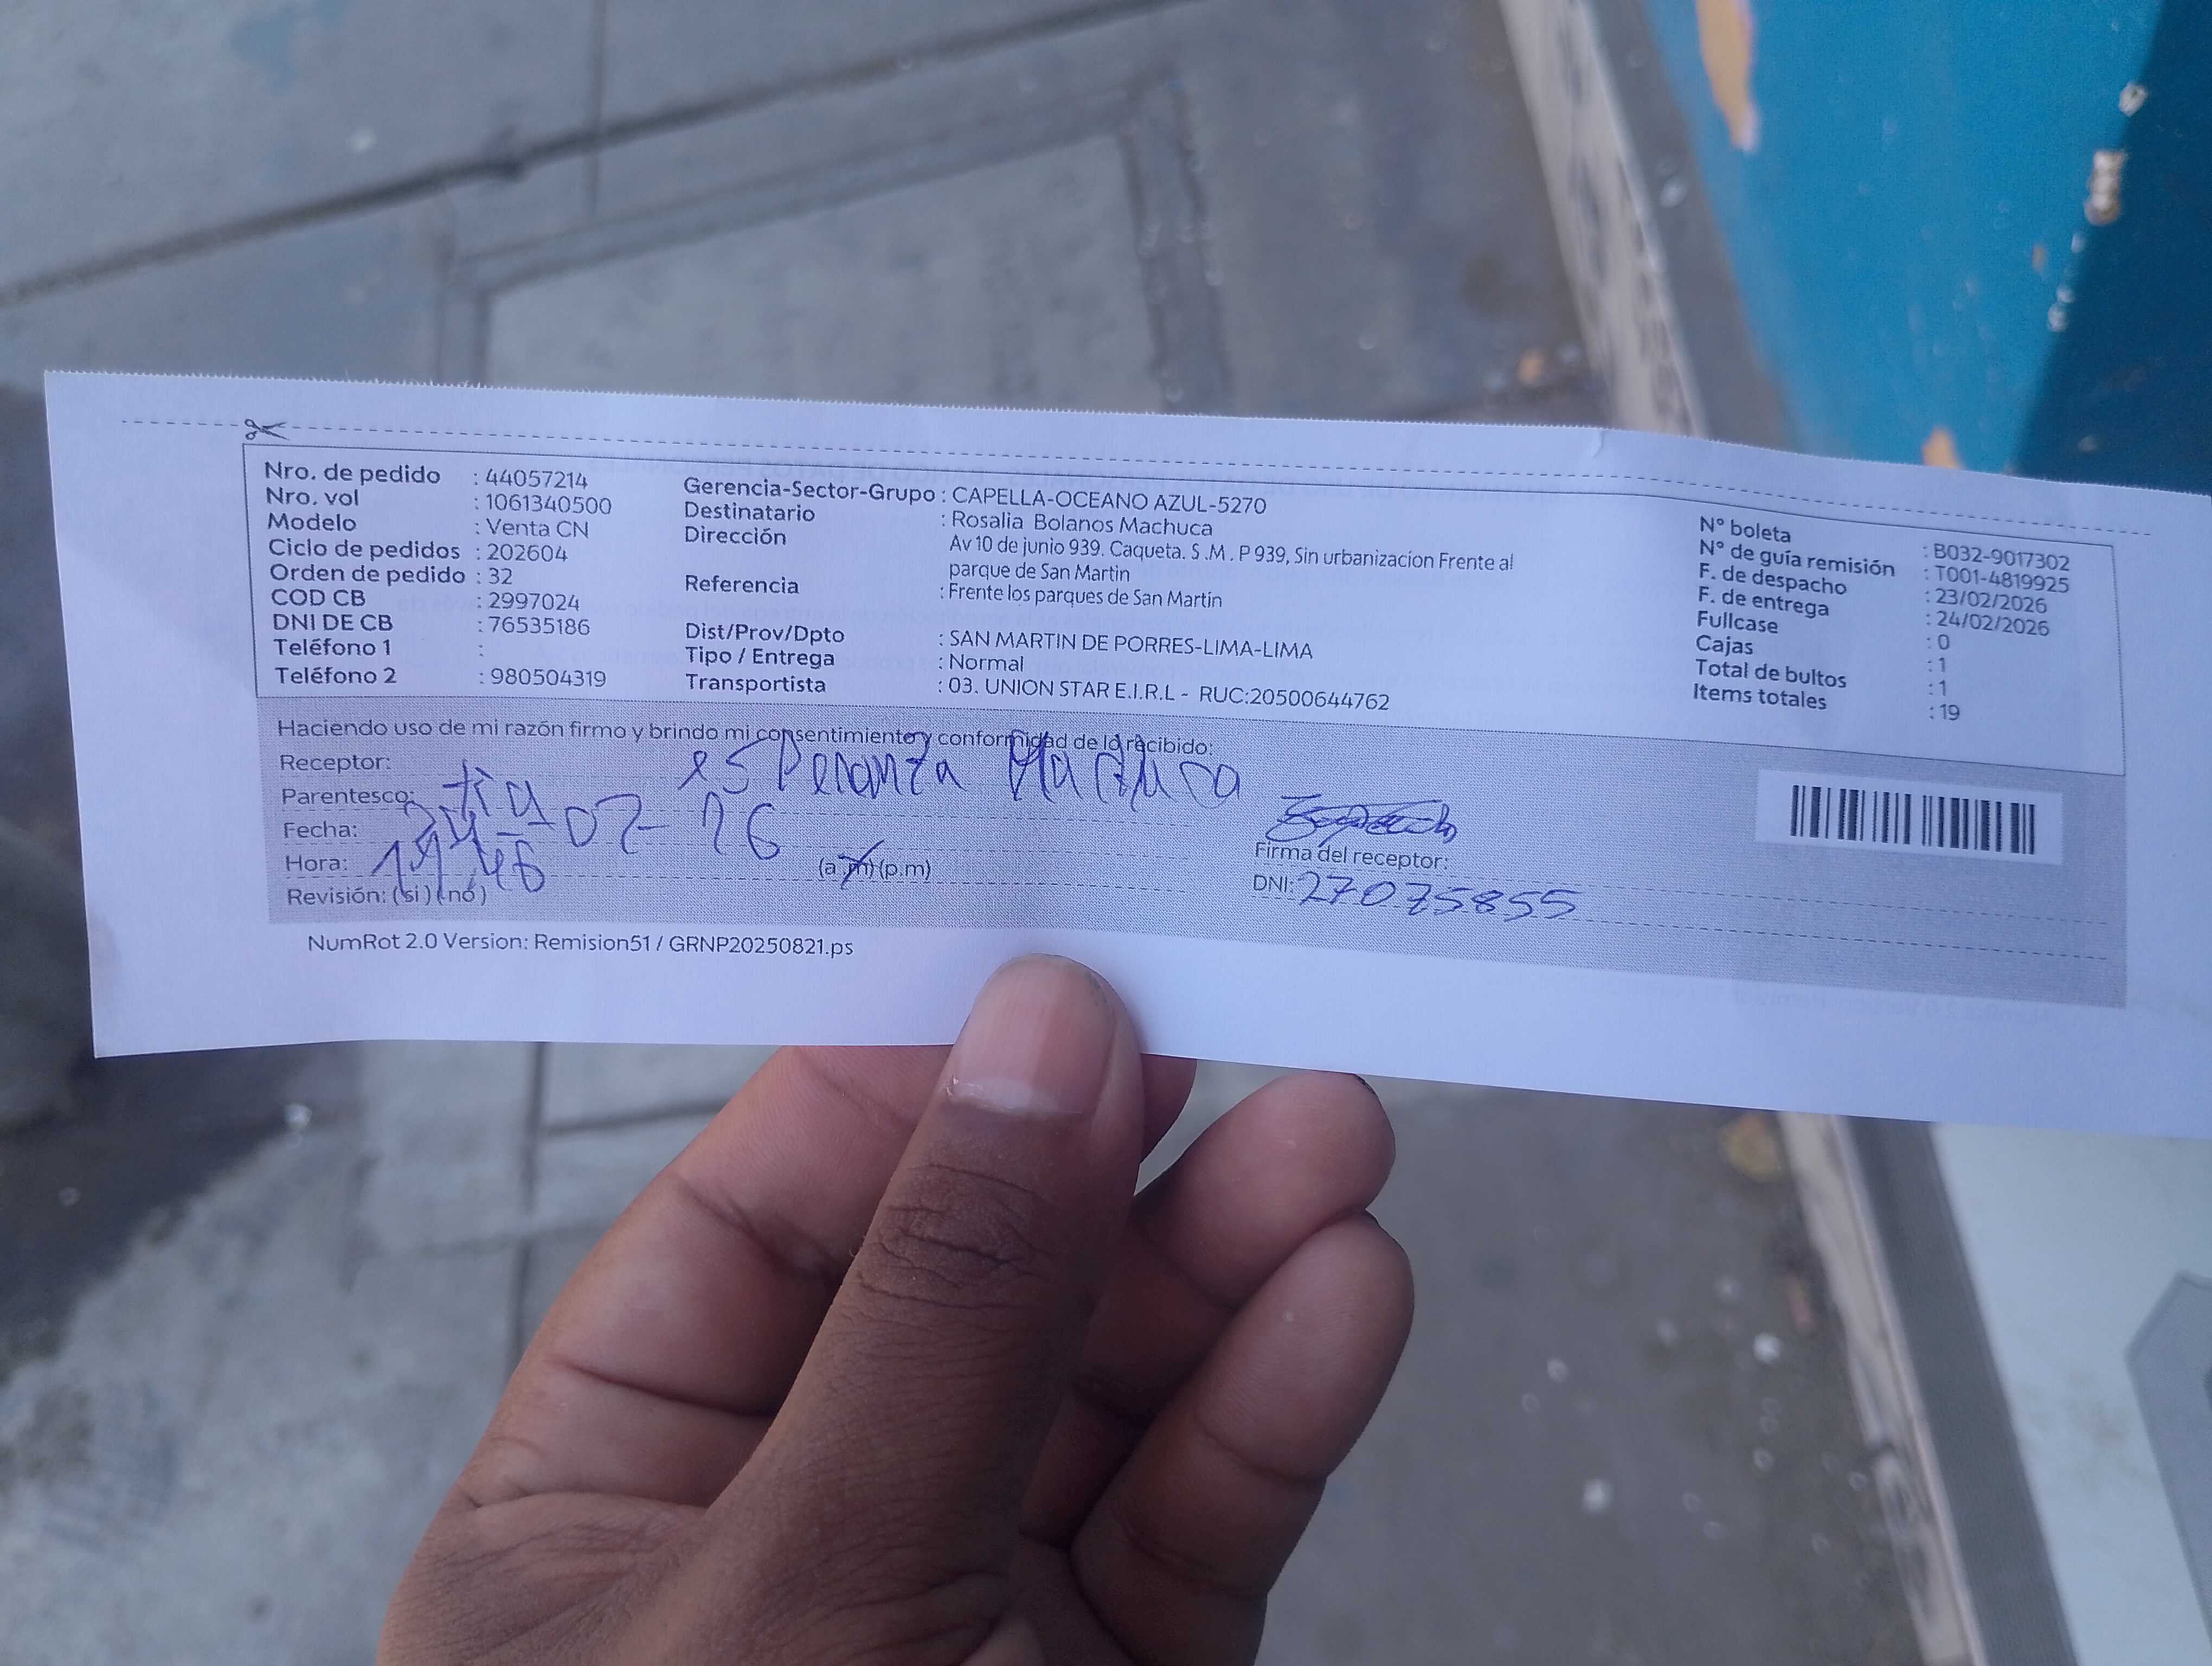 Nro. de pedido : 44057214
Nro. vol : 1061340500
Modelo : Venta CN
Ciclo de pedidos : 202604
Orden de pedido : 32
COD CB : 2997024
DNI DE CB : 76535186
Teléfono 1 :
Teléfono 2 : 980504319
Gerencia-Sector-Grupo : CAPELLA-OCEANO AZUL-5270
Destinatario : Rosalia Bolanos Machuca
Dirección Av 10 de junio 939. Caqueta. S .M . P 939, Sin urbanizacion Frente al
parque de San Martin
Referencia : Frente los parques de San Martin
Dist/Prov/Dpto : SAN MARTIN DE PORRES-LIMA-LIMA
Tipo / Entrega : Normal
Transportista : 03. UNION STAR E.I.R.L - RUC:20500644762
N° boleta : B032-9017302
N° de guía remisión : T001-4819925
F. de despacho : 23/02/2026
F. de entrega : 24/02/2026
Fullcase : 0
Cajas : 1
Total de bultos : 1
Items totales : 19
Haciendo uso de mi razón firmo y brindo mi consentimiento y conformidad de lo recibido:
Receptor: esperanza Machuca
Parentesco: tia
Fecha: 24-02-26
Hora: (a.m) (p.m)
Revisión: (si) (no)
Firma del receptor:
DNI: 27075855
NumRot 2.0 Version: Remision51 / GRNP20250821.ps